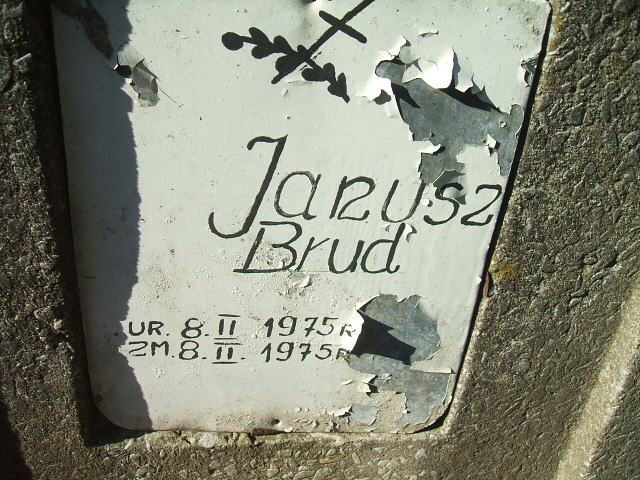 Janusz
Brud
UR. 8.II 1975R
ZM. 8.II. 1975R